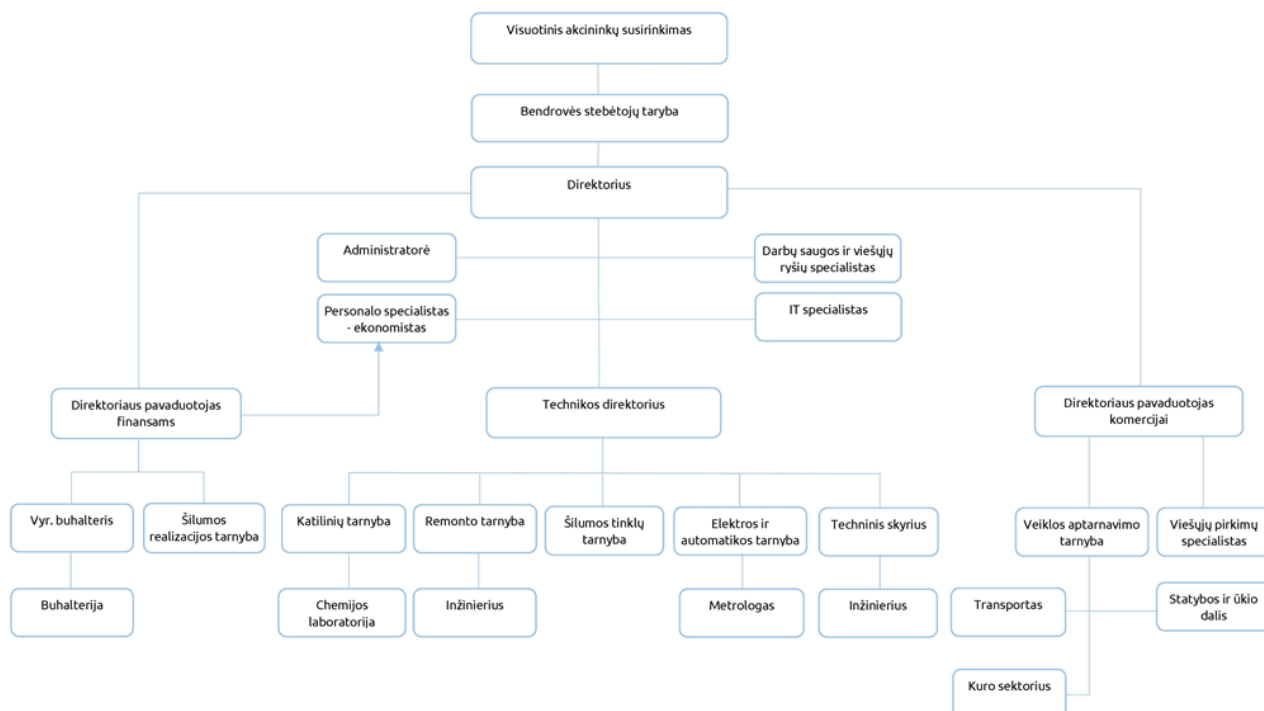 Visuotinis akcininkų susirinkimas
Bendrovės stebėtojų taryba
Direktorius
Administratorė
Darbų saugos ir viešųjų
ryšių specialistas
Personalo specialistas
- ekonomistas
IT specialistas
Direktoriaus pavaduotojas
finansams
Technikos direktorius
Direktoriaus pavaduotojas
komercijai
Vyr. buhalteris
Šilumos
realizacijos tarnyba
Katilinių tarnyba
Remonto tarnyba
Šilumos tinklų
tarnyba
Elektros ir
automatikos tarnyba
Techninis skyrius
Veiklos aptarnavimo
tarnyba
Viešųjų pirkimų
specialistas
Buhalterija
Chemijos
laboratorija
Inžinierius
Metrologas
Inžinierius
Transportas
Statybos ir ūkio
dalis
Kuro sektorius